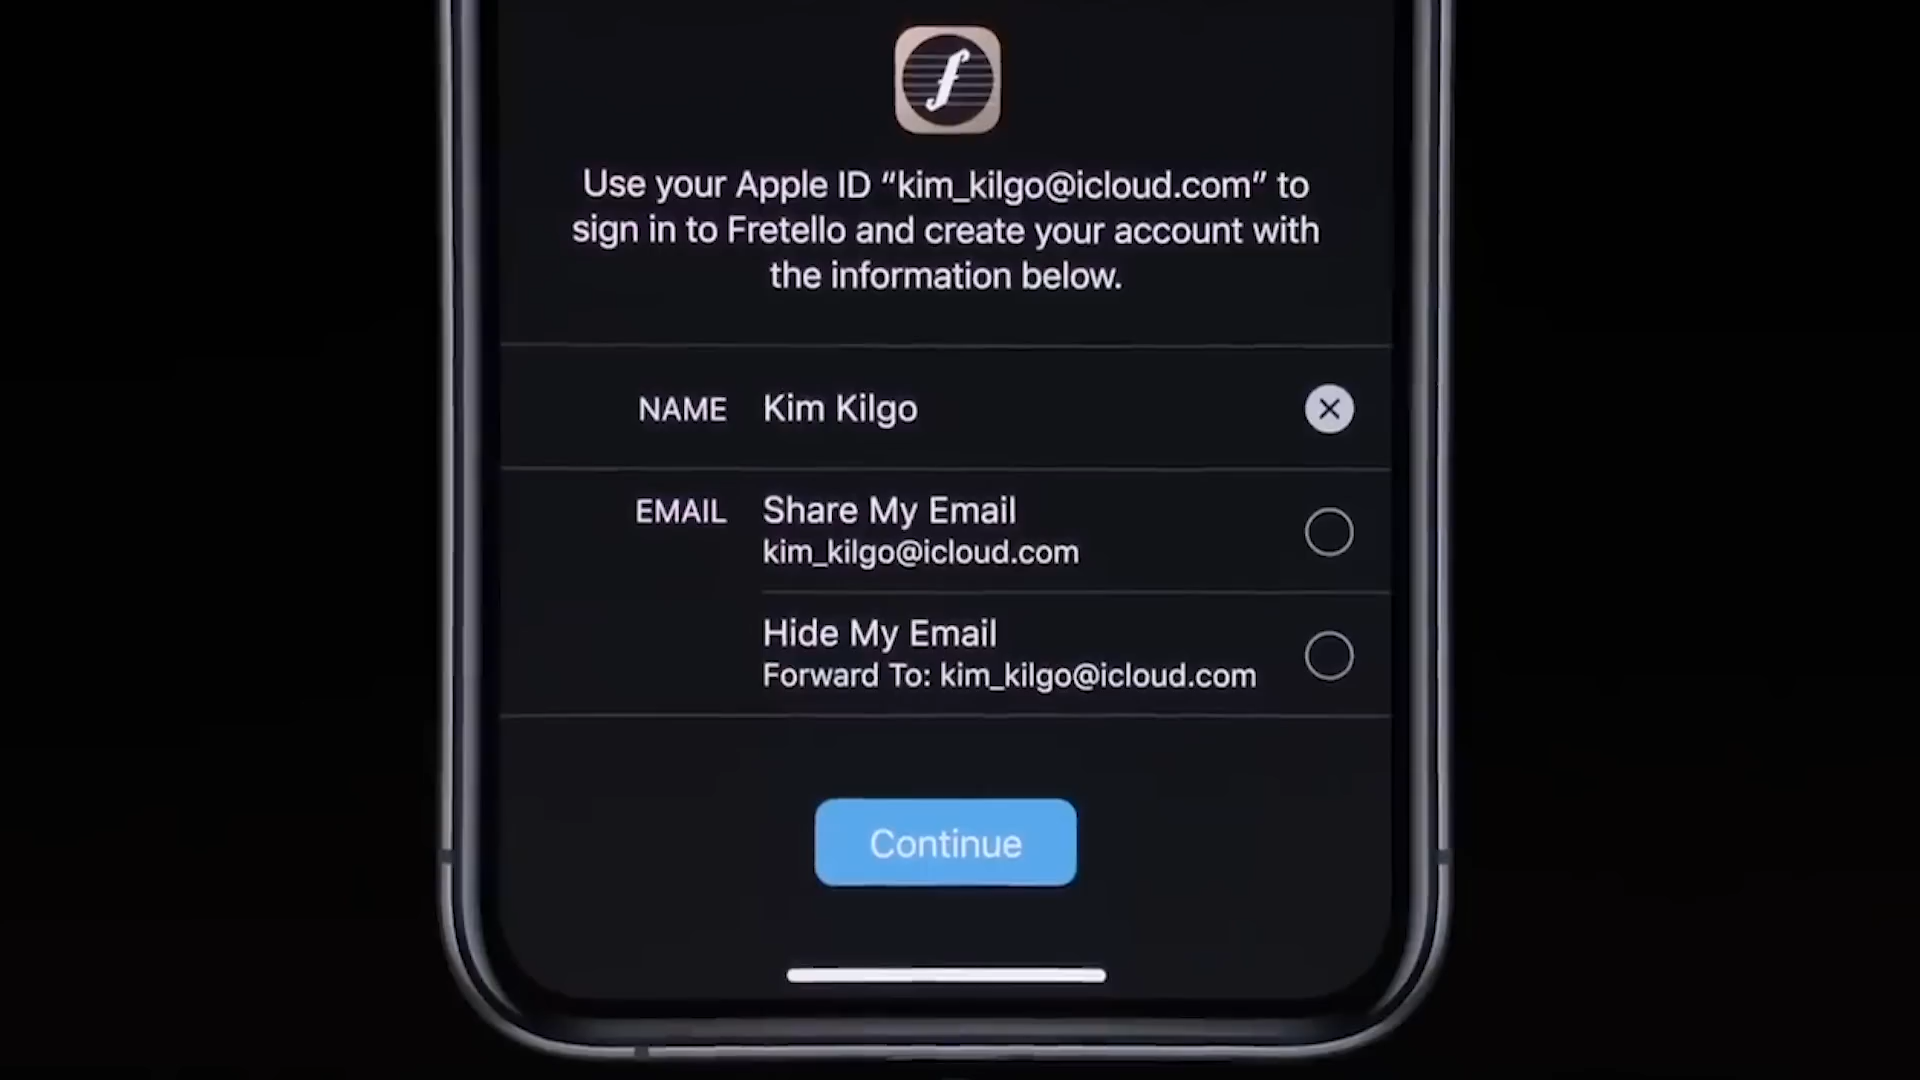 Use your Apple ID “kim_kilgo@icloud.com” to
sign in to Fretello and create your account with
the information below.
NAME Kim Kilgo
EMAIL Share My Email
kim_kilgo@icloud.com
Hide My Email
Forward To: kim_kilgo@icloud.com
Continue